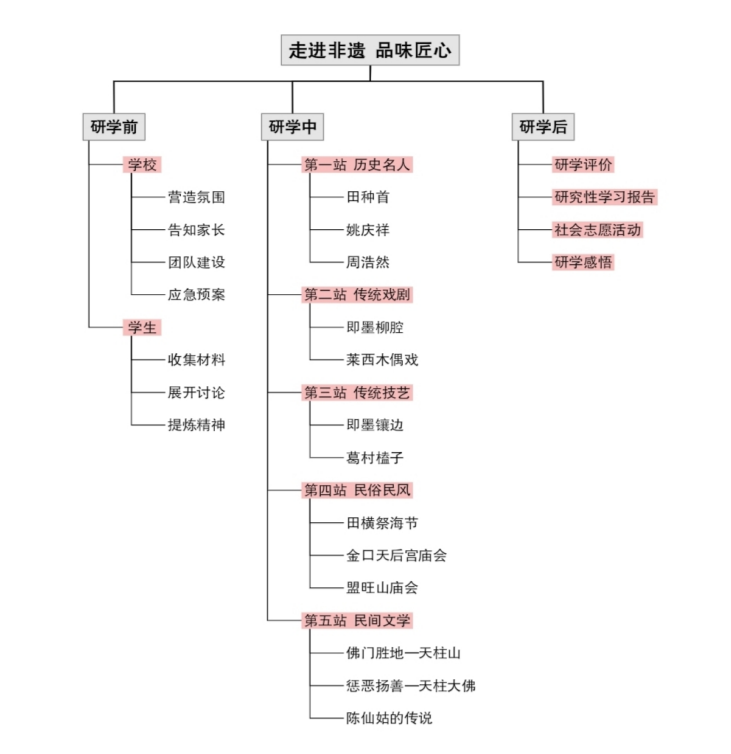 走进非遗 品味匠心
研学前
学校
营造氛围
告知家长
团队建设
应急预案
学生
收集材料
展开讨论
提炼精神
研学中
第一站 历史名人
田种首
姚庆祥
周浩然
第二站 传统戏剧
即墨柳腔
莱西木偶戏
第三站 传统技艺
即墨镶边
葛村榼子
第四站 民俗民风
田横祭海节
金口天后宫庙会
盟旺山庙会
第五站 民间文学
佛门胜地—天柱山
惩恶扬善—天柱大佛
陈仙姑的传说
研学后
研学评价
研究性学习报告
社会志愿活动
研学感悟